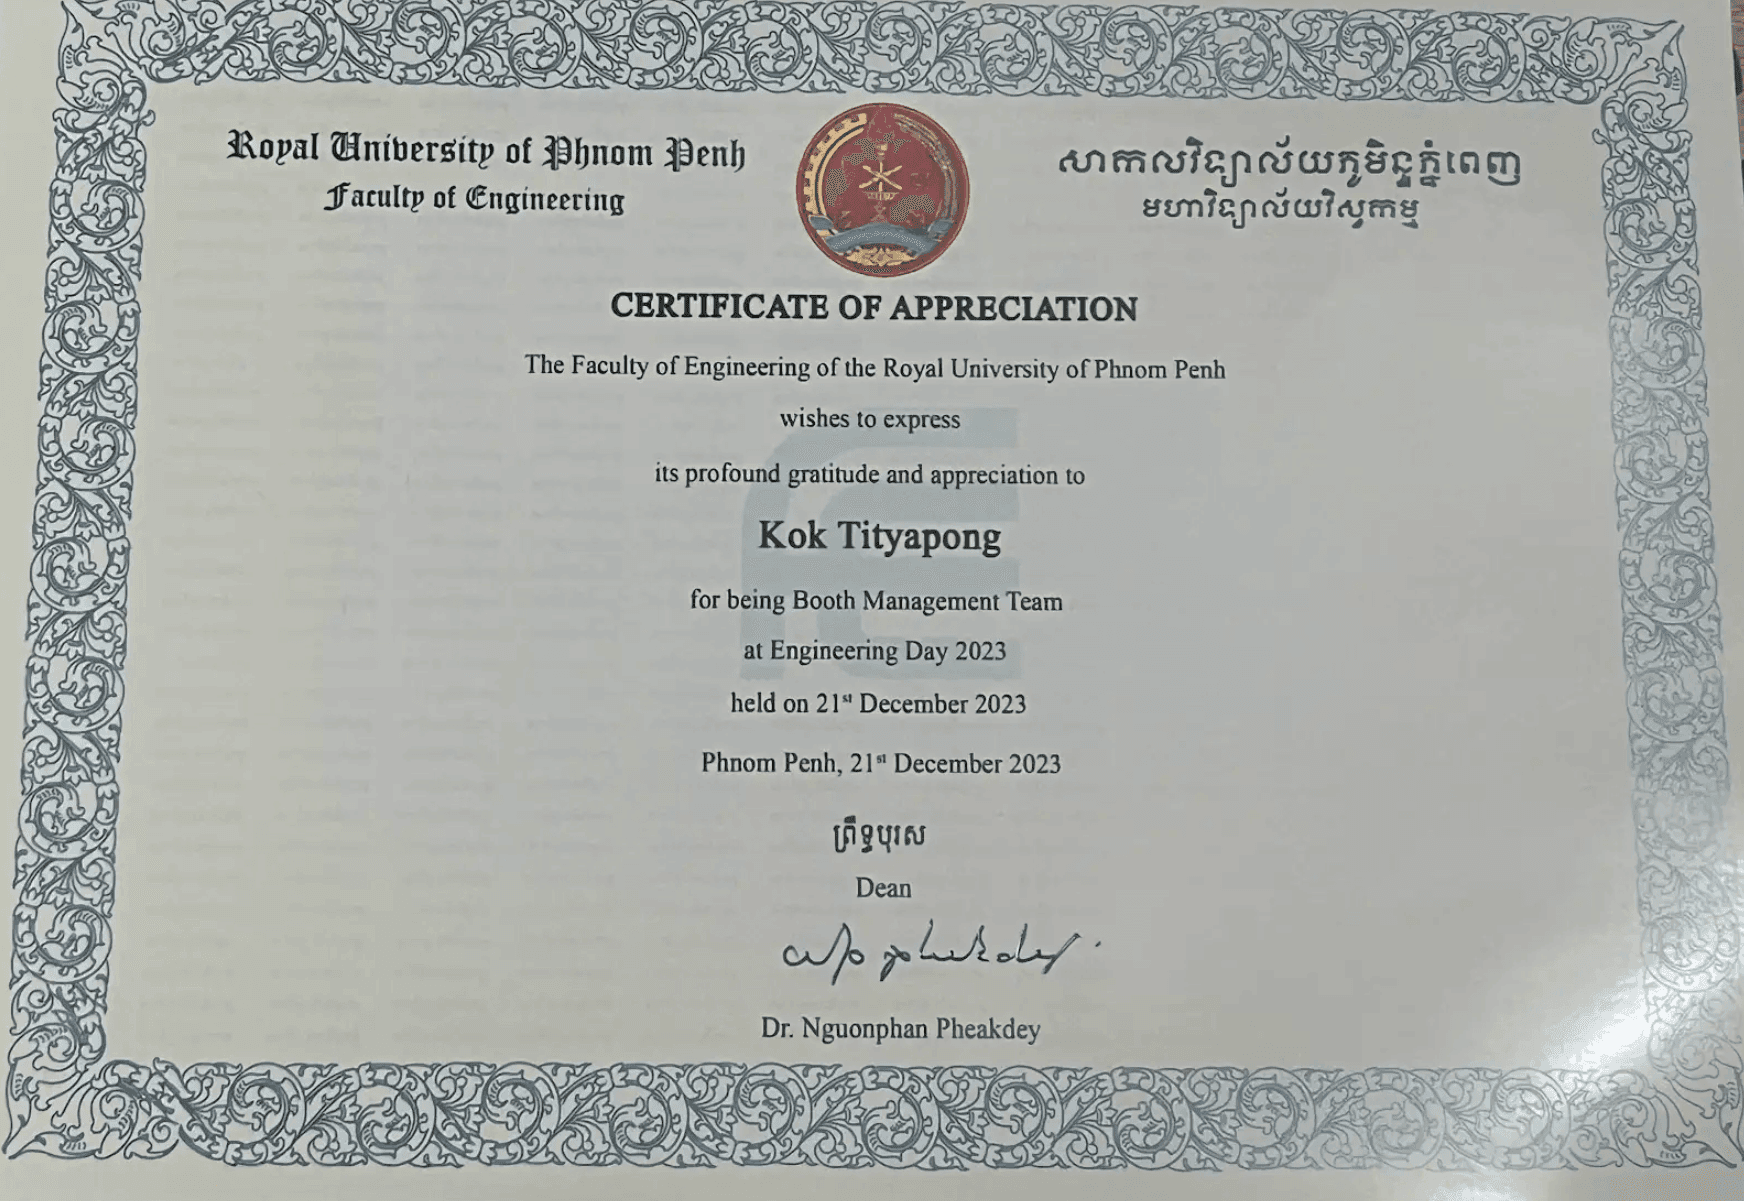 Royal University of Phnom Penh
Faculty of Engineering
សាកលវិទ្យាល័យភូមិន្ទភ្នំពេញ
មហាវិទ្យាល័យវិស្វកម្ម
CERTIFICATE OF APPRECIATION
The Faculty of Engineering of the Royal University of Phnom Penh
wishes to express
its profound gratitude and appreciation to
Kok Tityapong
for being Booth Management Team
at Engineering Day 2023
held on 21st December 2023
Phnom Penh, 21st December 2023
ព្រឹទ្ធបុរស
Dean
Dr. Nguonphan Pheakdey